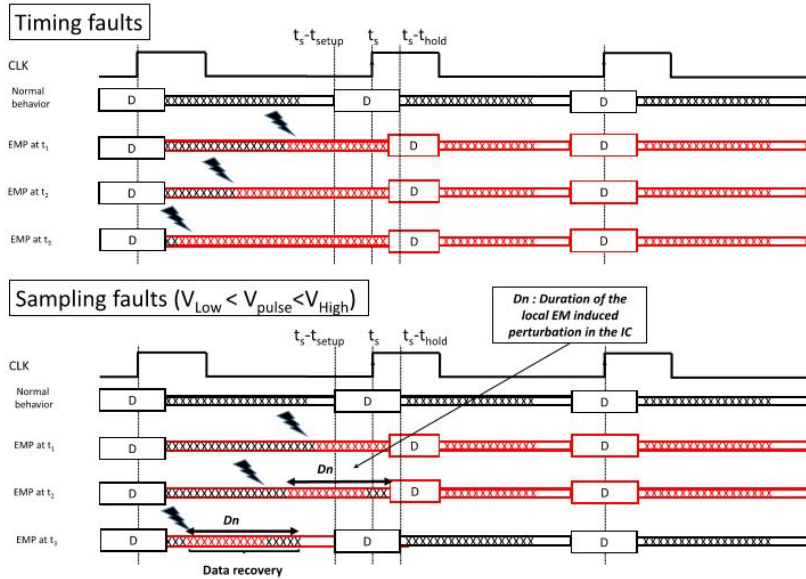 Timing faults
tₛ-tsetup tₛ tₛ-thold
CLK
Normal
behavior
D D D
EMP at t₁
D D D
EMP at t₂
D D D
EMP at t₃
D D D
Sampling faults (VLow < Vpulse<VHigh)
Dn : Duration of the
local EM induced
perturbation in the IC
tₛ-tsetup tₛ tₛ-thold
CLK
Normal
behavior
D D D
EMP at t₁
D D D
Dn
EMP at t₂
D D D
Dn
EMP at t₃
D D D
Data recovery